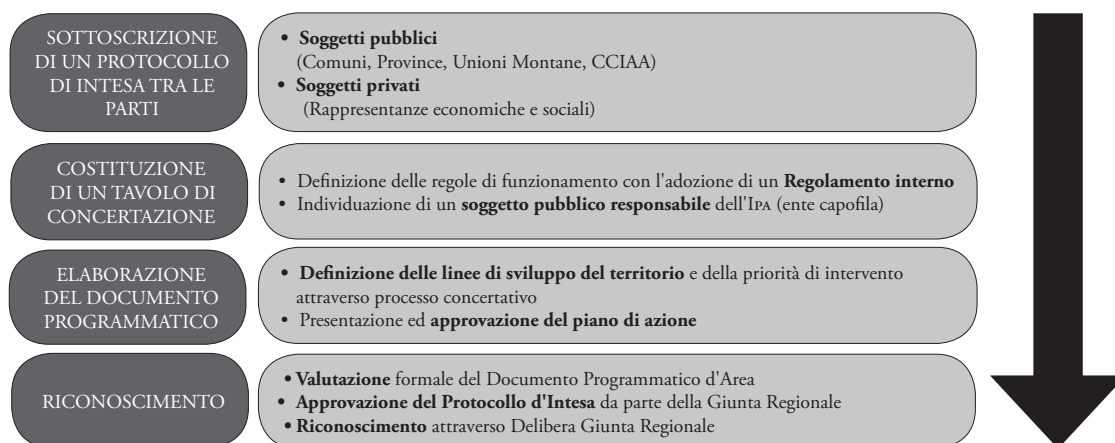 SOTTOSCRIZIONE
DI UN PROTOCOLLO
DI INTESA TRA LE
PARTI
• Soggetti pubblici
(Comuni, Province, Unioni Montane, CCIAA)
• Soggetti privati
(Rappresentanze economiche e sociali)
COSTITUZIONE
DI UN TAVOLO DI
CONCERTAZIONE
• Definizione delle regole di funzionamento con l'adozione di un Regolamento interno
• Individuazione di un soggetto pubblico responsabile dell'IPA (ente capofila)
ELABORAZIONE
DEL DOCUMENTO
PROGRAMMATICO
• Definizione delle linee di sviluppo del territorio e della priorità di intervento
attraverso processo concertativo
• Presentazione ed approvazione del piano di azione
RICONOSCIMENTO
• Valutazione formale del Documento Programmatico d'Area
• Approvazione del Protocollo d'Intesa da parte della Giunta Regionale
• Riconoscimento attraverso Delibera Giunta Regionale